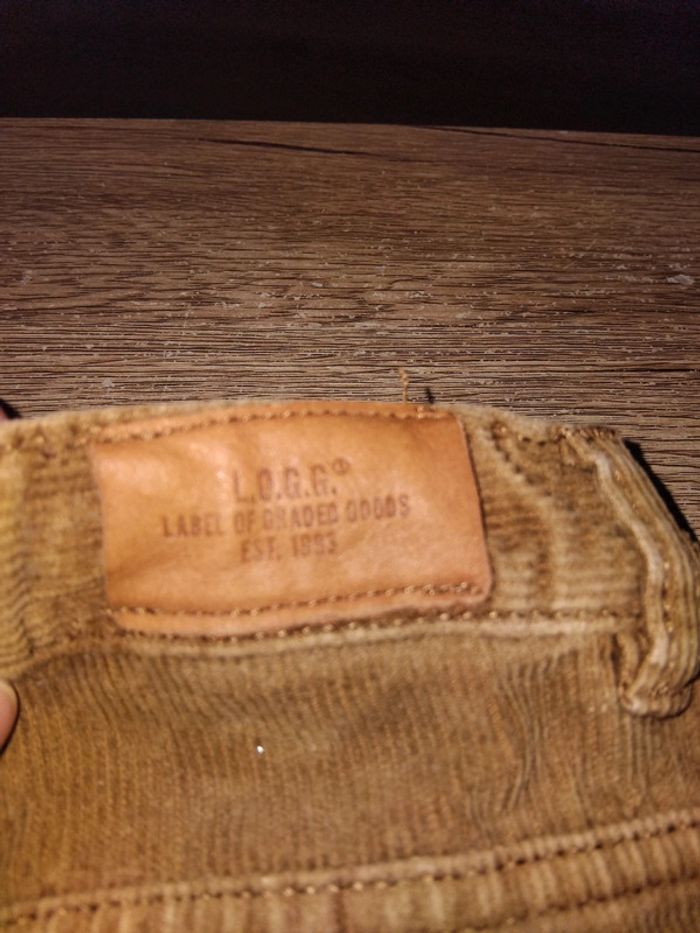 L.O.G.G.®
LABEL OF GRADED GOODS
EST. 1993